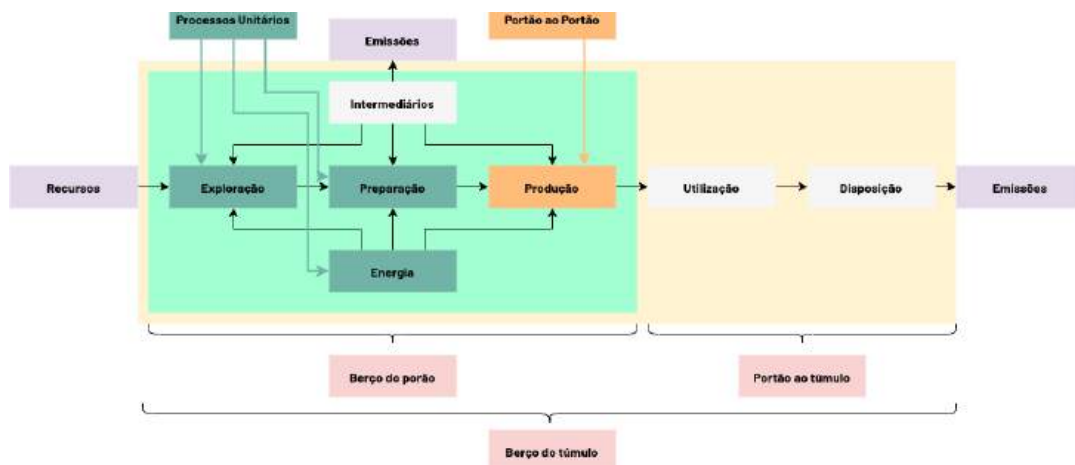 Processos Unitários
Portão ao Portão
Emissões
Intermediários
Recursos
Exploração
Preparação
Produção
Utilização
Disposição
Emissões
Energia
Berço do porão
Portão ao túmulo
Berço do túmulo